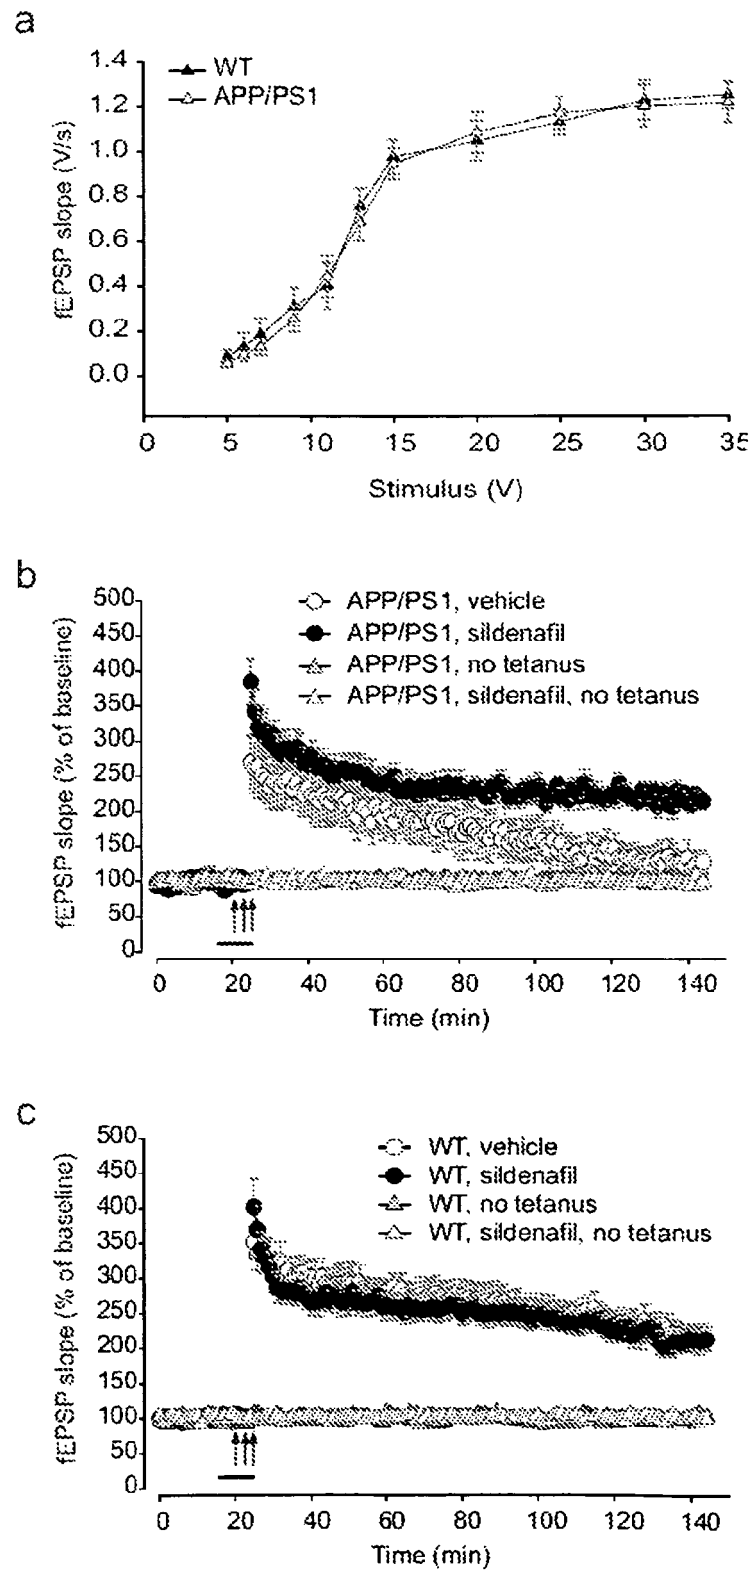 a
1.4
WT
1.2
APP/PS1
1.0
0.8
0.6
0.4
0.2
0.0
fEPSP slope (V/s)
0 5 10 15 20 25 30 35
Stimulus (V)
b
500
APP/PS1, vehicle
450
APP/PS1, sildenafil
400
APP/PS1, no tetanus
350
APP/PS1, sildenafil, no tetanus
300
250
200
150
100
50
0
fEPSP slope (% of baseline)
0 20 40 60 80 100 120 140
Time (min)
c
500
WT, vehicle
450
WT, sildenafil
400
WT, no tetanus
350
WT, sildenafil, no tetanus
300
250
200
150
100
50
0
fEPSP slope (% of baseline)
0 20 40 60 80 100 120 140
Time (min)